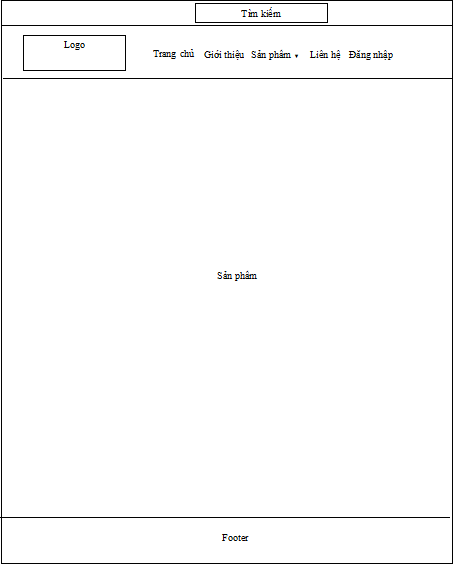 Tìm kiếm
Logo
Trang chủ Giới thiệu Sản phẩm ▼ Liên hệ Đăng nhập
Sản phẩm
Footer